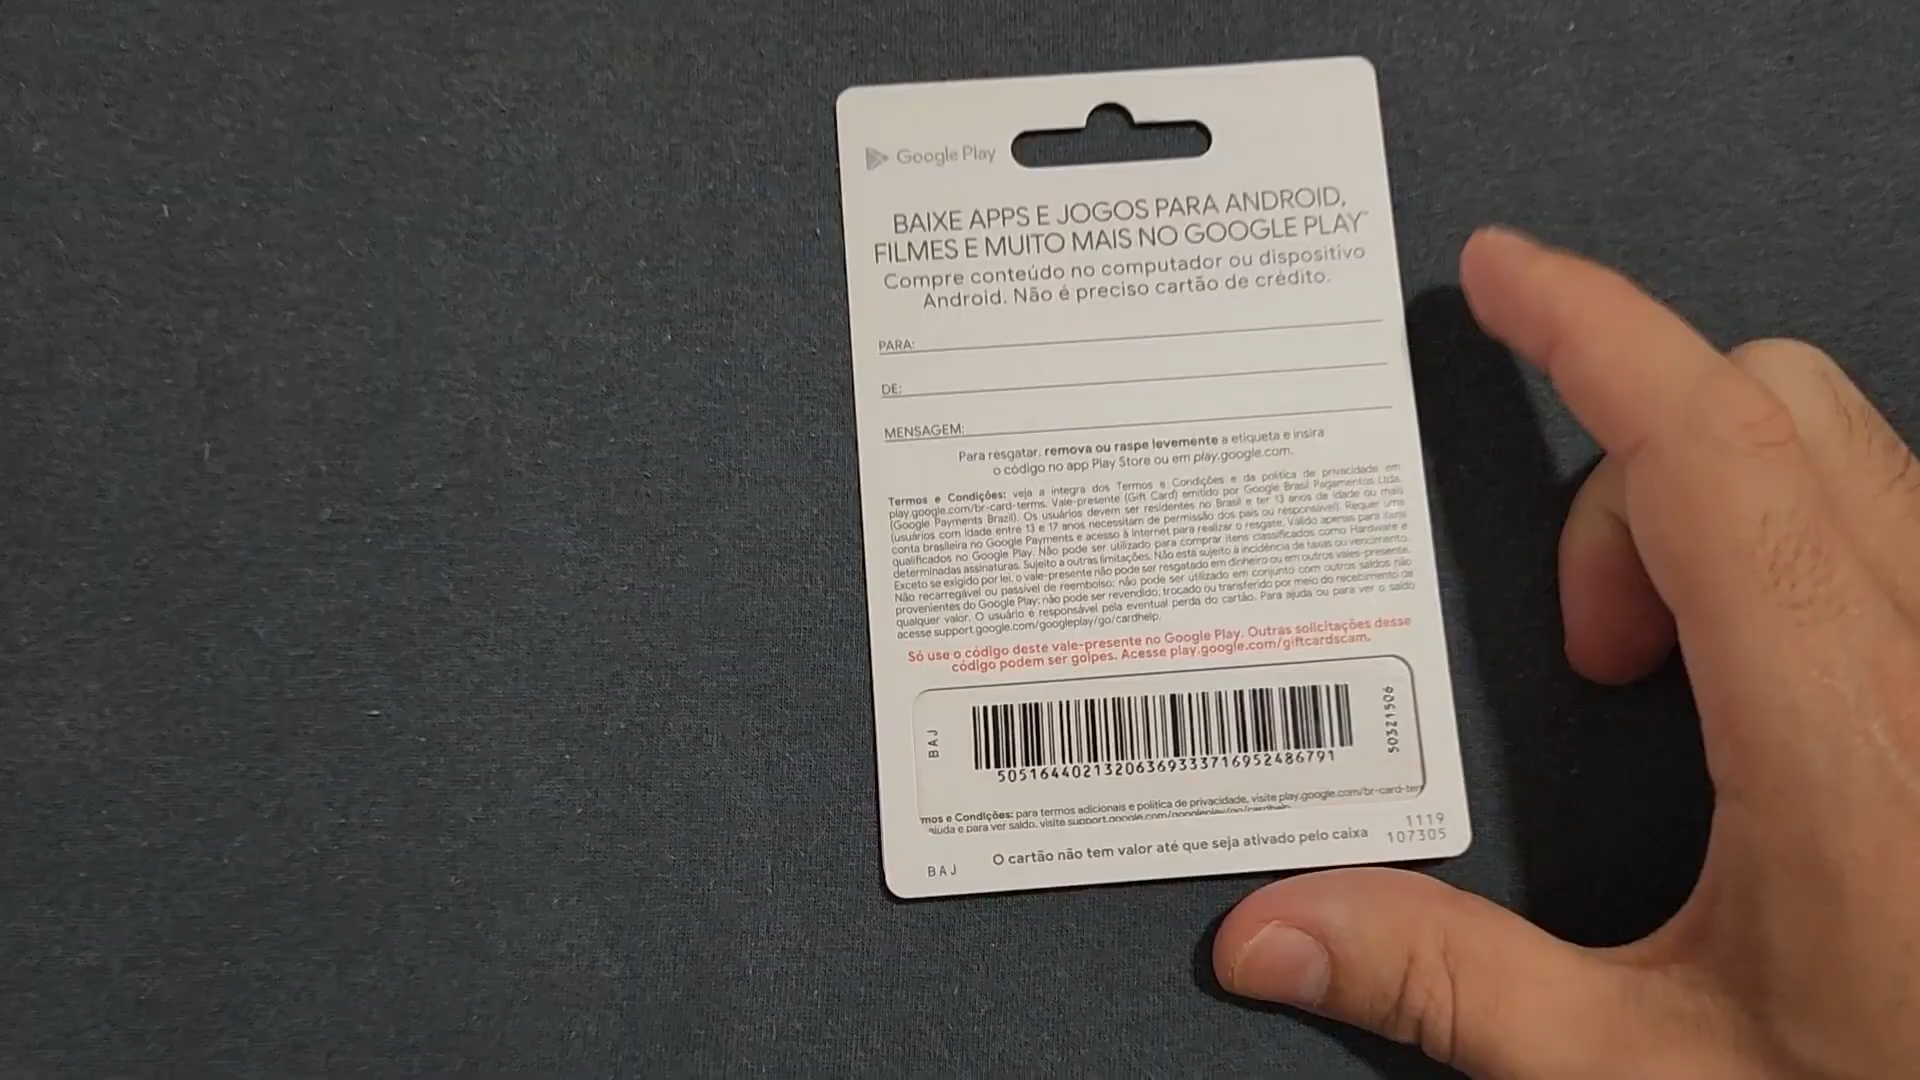 Google Play
BAIXE APPS E JOGOS PARA ANDROID,
FILMES E MUITO MAIS NO GOOGLE PLAY™
Compre conteúdo no computador ou dispositivo
Android. Não é preciso cartão de crédito.
PARA:
DE:
MENSAGEM:
Para resgatar, remova ou raspe levemente a etiqueta e insira
o código no app Play Store ou em play.google.com.
Termos e Condições: veja a íntegra dos Termos e Condições e da política de privacidade em
play.google.com/br-card-terms. Vale-presente (Gift Card) emitido por Google Brasil Pagamentos Ltda.
(Google Payments Brazil). Os usuários devem ser residentes no Brasil e ter 13 anos de idade ou mais
(usuários com idade entre 13 e 17 anos necessitam de permissão dos pais ou responsável). Requer uma
conta brasileira no Google Payments e acesso à Internet para realizar o resgate. Válido apenas para itens
qualificados no Google Play. Não pode ser utilizado para comprar itens classificados como Hardware e
determinadas assinaturas. Sujeito a outras limitações. Não está sujeito à incidência de taxas ou vencimento.
Exceto se exigido por lei, o vale-presente não pode ser resgatado em dinheiro ou em outros vales-presente.
Não recarregável ou passível de reembolso; não pode ser utilizado em conjunto com outros saldos não
provenientes do Google Play; não pode ser revendido, trocado ou transferido por meio do recebimento de
qualquer valor. O usuário é responsável pela eventual perda do cartão. Para ajuda ou para ver o saldo
acesse support.google.com/googleplay/go/cardhelp.
Só use o código deste vale-presente no Google Play. Outras solicitações desse
código podem ser golpes. Acesse play.google.com/giftcardscam.
BAJ
50321506
50516440213206369333716952486791
mos e Condições: para termos adicionais e política de privacidade, visite play.google.com/br-card-ter
ajuda e para ver saldo, visite support.google.com/googleplay/go/cardhelp
1119
O cartão não tem valor até que seja ativado pelo caixa 107305
BAJ